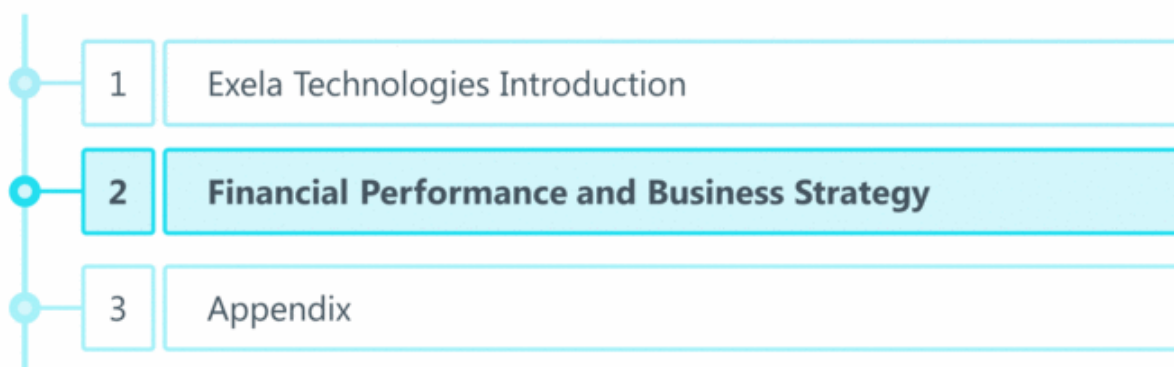 1 Exela Technologies Introduction
2 Financial Performance and Business Strategy
3 Appendix